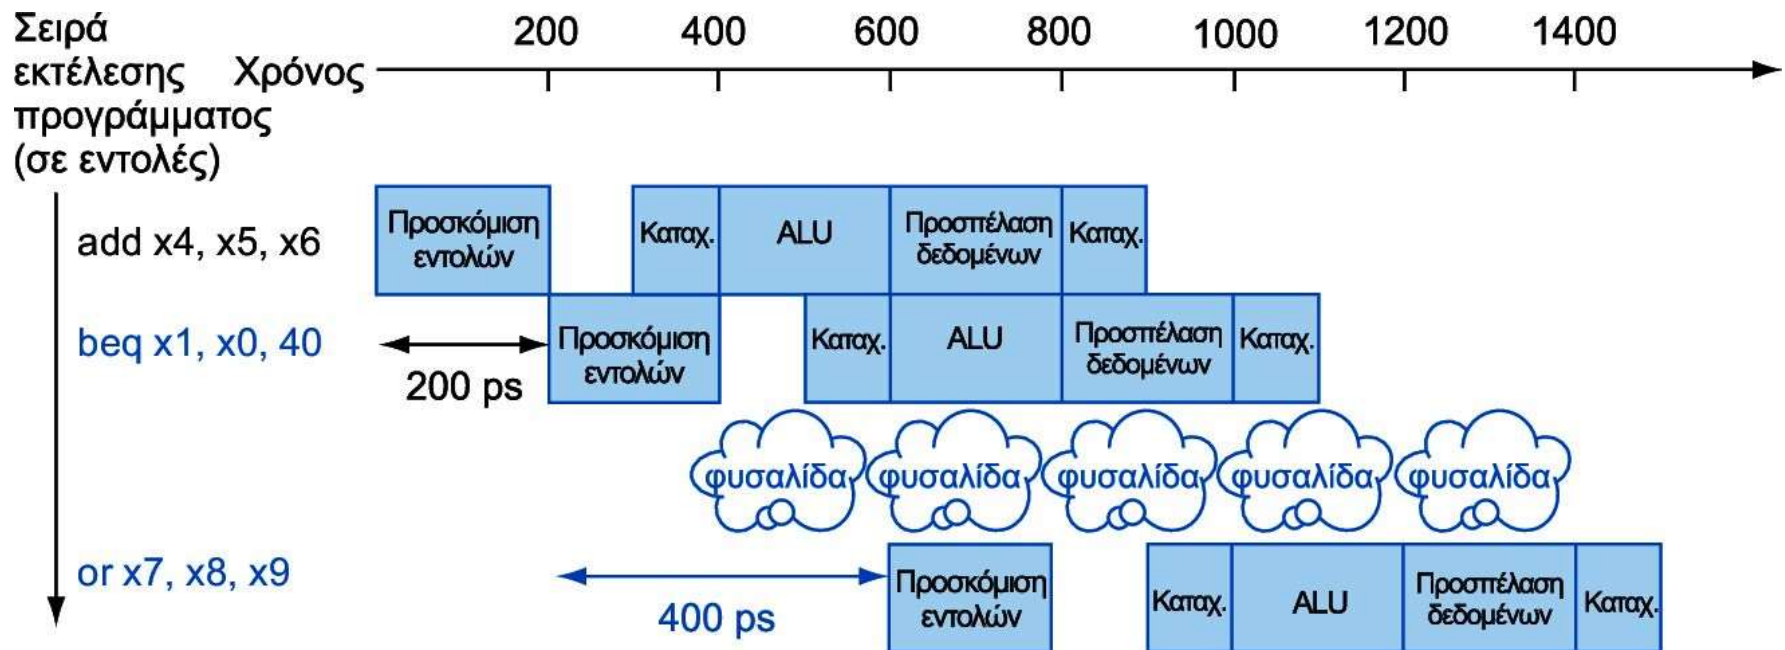 Σειρά
εκτέλεσης Χρόνος
προγράμματος
(σε εντολές)
200 400 600 800 1000 1200 1400
add x4, x5, x6
Προσκόμιση
εντολών
Καταχ.
ALU
Προσπέλαση
δεδομένων
Καταχ.
beq x1, x0, 40
200 ps
Προσκόμιση
εντολών
Καταχ.
ALU
Προσπέλαση
δεδομένων
Καταχ.
φυσαλίδα φυσαλίδα φυσαλίδα φυσαλίδα φυσαλίδα
or x7, x8, x9
400 ps
Προσκόμιση
εντολών
Καταχ.
ALU
Προσπέλαση
δεδομένων
Καταχ.